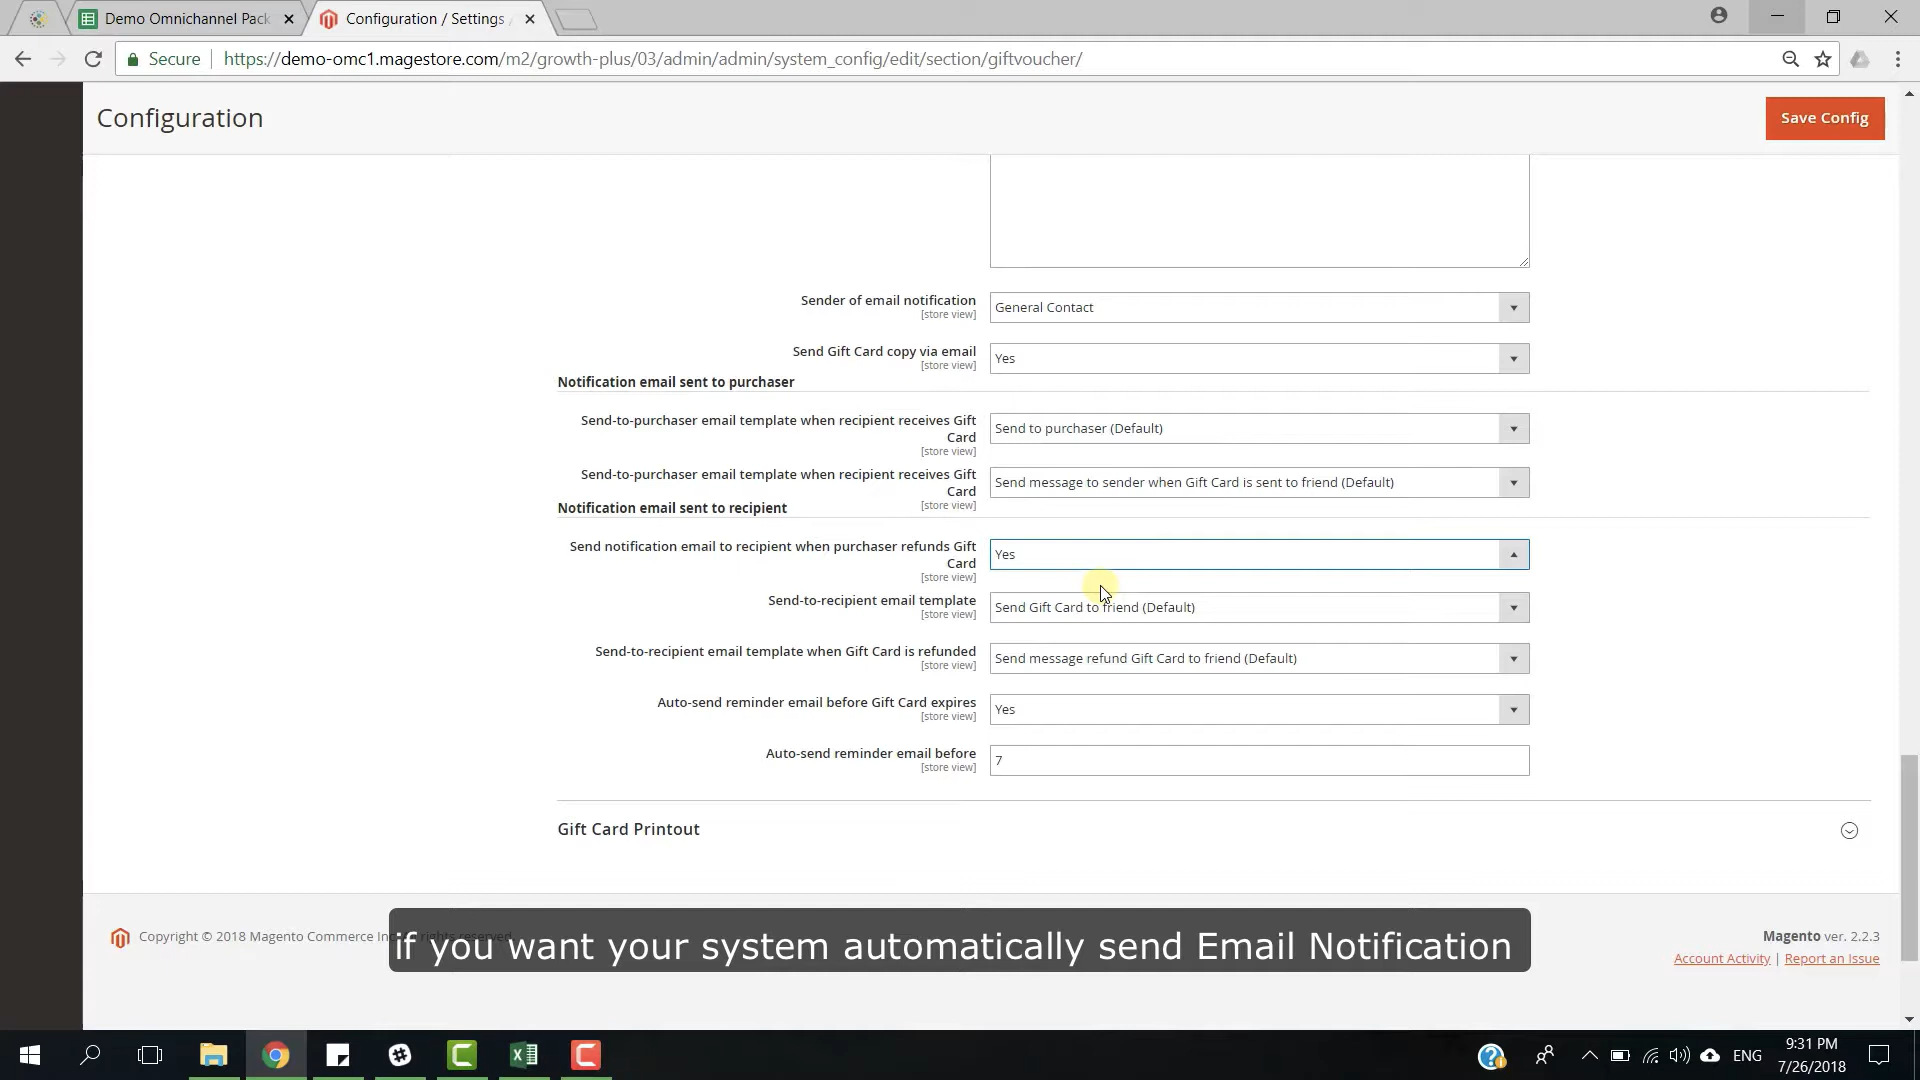 Demo Omnichannel Pack
Configuration / Settings /
Secure
https://demo-omc1.magestore.com/m2/growth-plus/03/admin/admin/system_config/edit/section/giftvoucher/
Configuration
Save Config
Sender of email notification
[store view]
General Contact
Send Gift Card copy via email
[store view]
Yes
Notification email sent to purchaser
Send-to-purchaser email template when recipient receives Gift
Card
[store view]
Send to purchaser (Default)
Send-to-purchaser email template when recipient receives Gift
Card
[store view]
Send message to sender when Gift Card is sent to friend (Default)
Notification email sent to recipient
Send notification email to recipient when purchaser refunds Gift
Card
[store view]
Yes
Send-to-recipient email template
[store view]
Send Gift Card to friend (Default)
Send-to-recipient email template when Gift Card is refunded
[store view]
Send message refund Gift Card to friend (Default)
Auto-send reminder email before Gift Card expires
[store view]
Yes
Auto-send reminder email before
[store view]
7
Gift Card Printout
Copyright © 2018 Magento Commerce Inc. All rights reserved.
if you want your system automatically send Email Notification
Magento ver. 2.2.3
Account Activity | Report an Issue
ENG
9:31 PM
7/26/2018